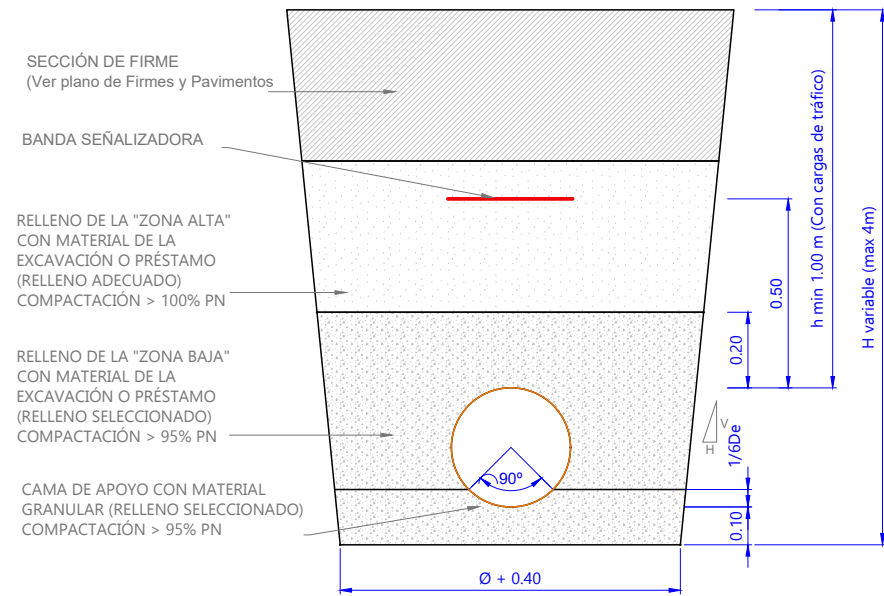 SECCIÓN DE FIRME
(Ver plano de Firmes y Pavimentos
BANDA SEÑALIZADORA
RELLENO DE LA "ZONA ALTA"
CON MATERIAL DE LA
EXCAVACIÓN O PRÉSTAMO
(RELLENO ADECUADO)
COMPACTACIÓN > 100% PN
RELLENO DE LA "ZONA BAJA"
CON MATERIAL DE LA
EXCAVACIÓN O PRÉSTAMO
(RELLENO SELECCIONADO)
COMPACTACIÓN > 95% PN
CAMA DE APOYO CON MATERIAL
GRANULAR (RELLENO SELECCIONADO)
COMPACTACIÓN > 95% PN
90º
Ø + 0.40
V
H
0.20
1/6De
0.10
0.50
h min 1.00 m (Con cargas de tráfico)
H variable (max 4m)